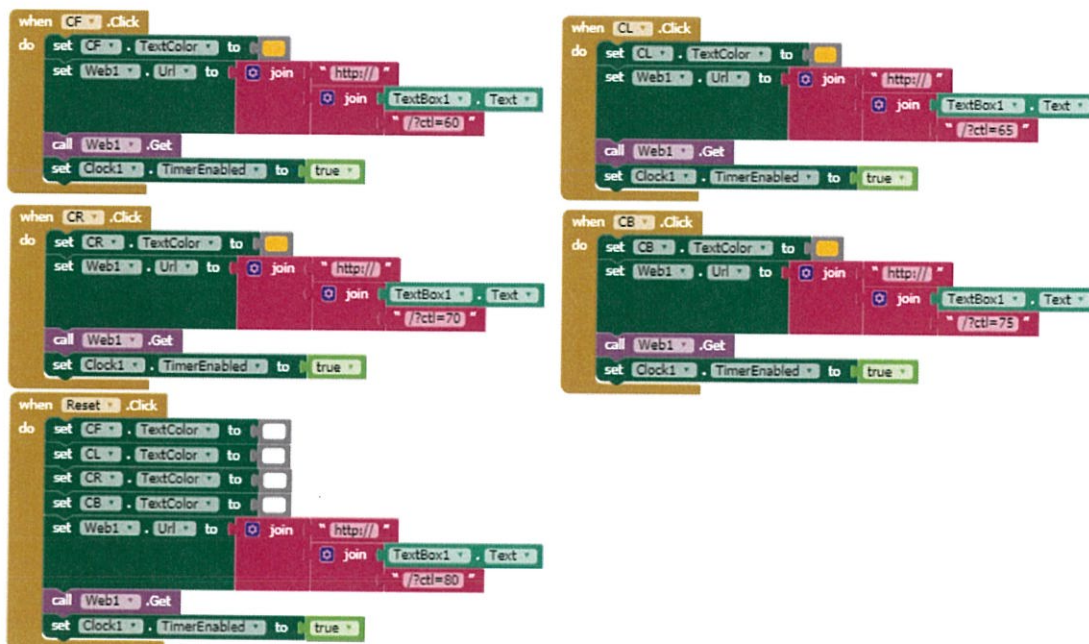 when CF .Click
do set CF . TextColor to
set Web1 . Url to join " http:// "
join TextBox1 . Text
" /?ctl=60 "
call Web1 .Get
set Clock1 . TimerEnabled to true
when CL .Click
do set CL . TextColor to
set Web1 . Url to join " http:// "
join TextBox1 . Text
" /?ctl=65 "
call Web1 .Get
set Clock1 . TimerEnabled to true
when CR .Click
do set CR . TextColor to
set Web1 . Url to join " http:// "
join TextBox1 . Text
" /?ctl=70 "
call Web1 .Get
set Clock1 . TimerEnabled to true
when CB .Click
do set CB . TextColor to
set Web1 . Url to join " http:// "
join TextBox1 . Text
" /?ctl=75 "
call Web1 .Get
set Clock1 . TimerEnabled to true
when Reset .Click
do set CF . TextColor to
set CL . TextColor to
set CR . TextColor to
set CB . TextColor to
set Web1 . Url to join " http:// "
join TextBox1 . Text
" /?ctl=80 "
call Web1 .Get
set Clock1 . TimerEnabled to true